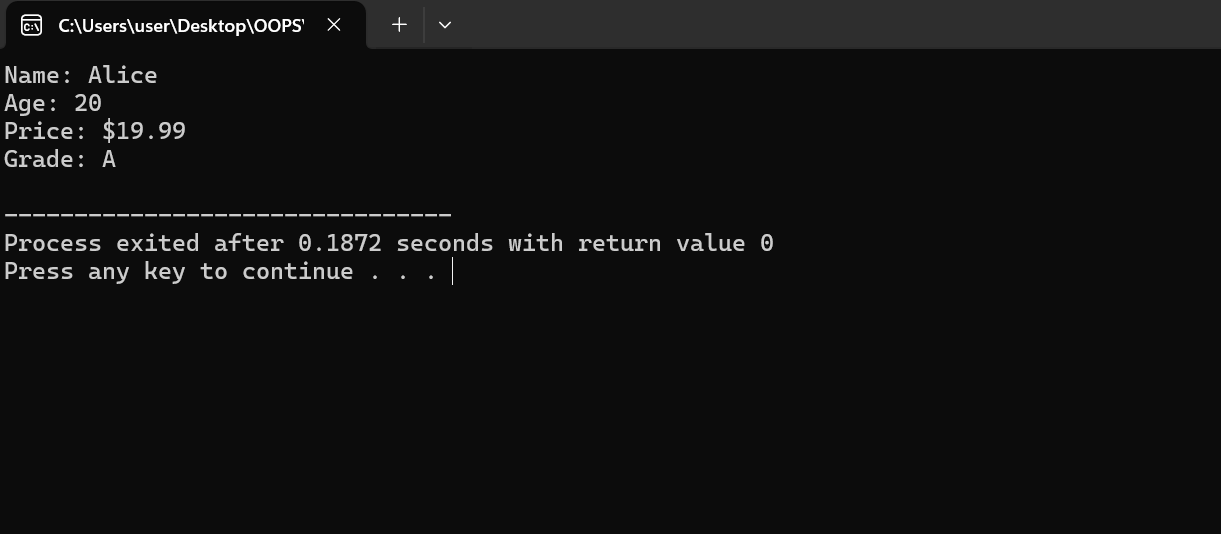 C:\Users\user\Desktop\OOPS\
Name: Alice
Age: 20
Price: $19.99
Grade: A
--------------------------------
Process exited after 0.1872 seconds with return value 0
Press any key to continue . . .